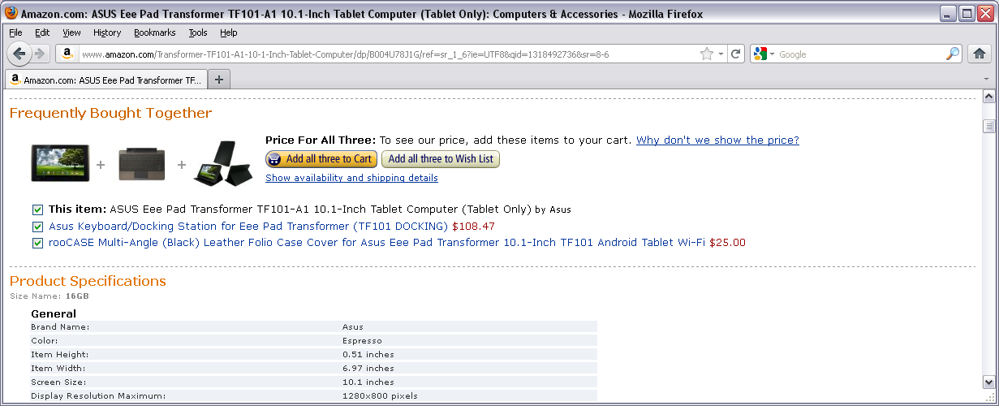 Amazon.com: ASUS Eee Pad Transformer TF101-A1 10.1-Inch Tablet Computer (Tablet Only): Computers & Accessories - Mozilla Firefox
File Edit View History Bookmarks Tools Help
www.amazon.com/Transformer-TF101-A1-10-1-Inch-Tablet-Computer/dp/B004U78J1G/ref=sr_1_6?ie=UTF8&qid=1318492736&sr=8-6 Google
Amazon.com: ASUS Eee Pad Transformer TF...
Frequently Bought Together
Price For All Three: To see our price, add these items to your cart. Why don't we show the price?
Add all three to Cart Add all three to Wish List
Show availability and shipping details
This item: ASUS Eee Pad Transformer TF101-A1 10.1-Inch Tablet Computer (Tablet Only) by Asus
Asus Keyboard/Docking Station for Eee Pad Transformer (TF101 DOCKING) $108.47
rooCASE Multi-Angle (Black) Leather Folio Case Cover for Asus Eee Pad Transformer 10.1-Inch TF101 Android Tablet Wi-Fi $25.00
Product Specifications
Size Name: 16GB
General
Brand Name: Asus
Color: Espresso
Item Height: 0.51 inches
Item Width: 6.97 inches
Screen Size: 10.1 inches
Display Resolution Maximum: 1280x800 pixels